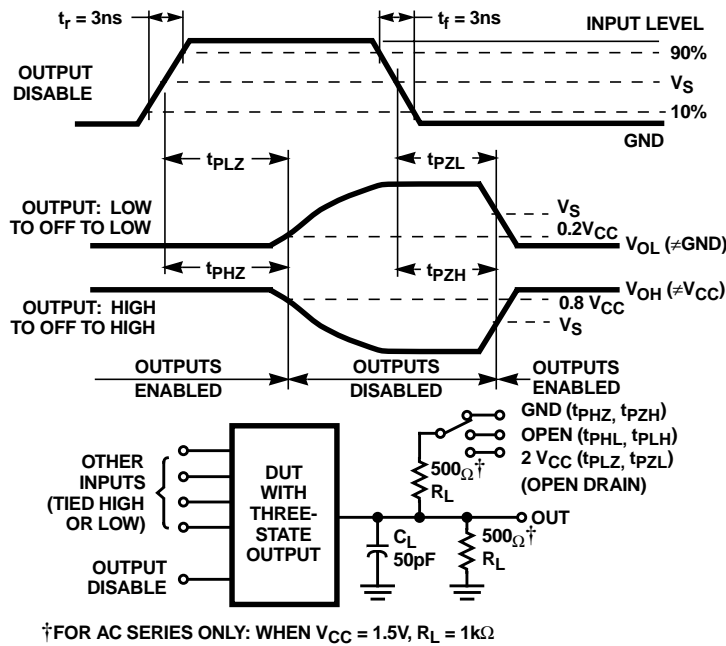 tr = 3ns
tf = 3ns
INPUT LEVEL
90%
OUTPUT
DISABLE
VS
10%
GND
tPLZ
tPZL
OUTPUT: LOW
TO OFF TO LOW
VS
0.2VCC
VOL (≠GND)
tPHZ
tPZH
OUTPUT: HIGH
TO OFF TO HIGH
VOH (≠VCC)
0.8 VCC
VS
OUTPUTS
ENABLED
OUTPUTS
DISABLED
OUTPUTS
ENABLED
GND (tPHZ, tPZH)
OPEN (tPHL, tPLH)
2 VCC (tPLZ, tPZL)
(OPEN DRAIN)
OTHER
INPUTS
(TIED HIGH
OR LOW)
OUTPUT
DISABLE
DUT
WITH
THREE-
STATE
OUTPUT
500Ω†
RL
OUT
CL
50pF
500Ω†
RL
†FOR AC SERIES ONLY: WHEN VCC = 1.5V, RL = 1kΩ